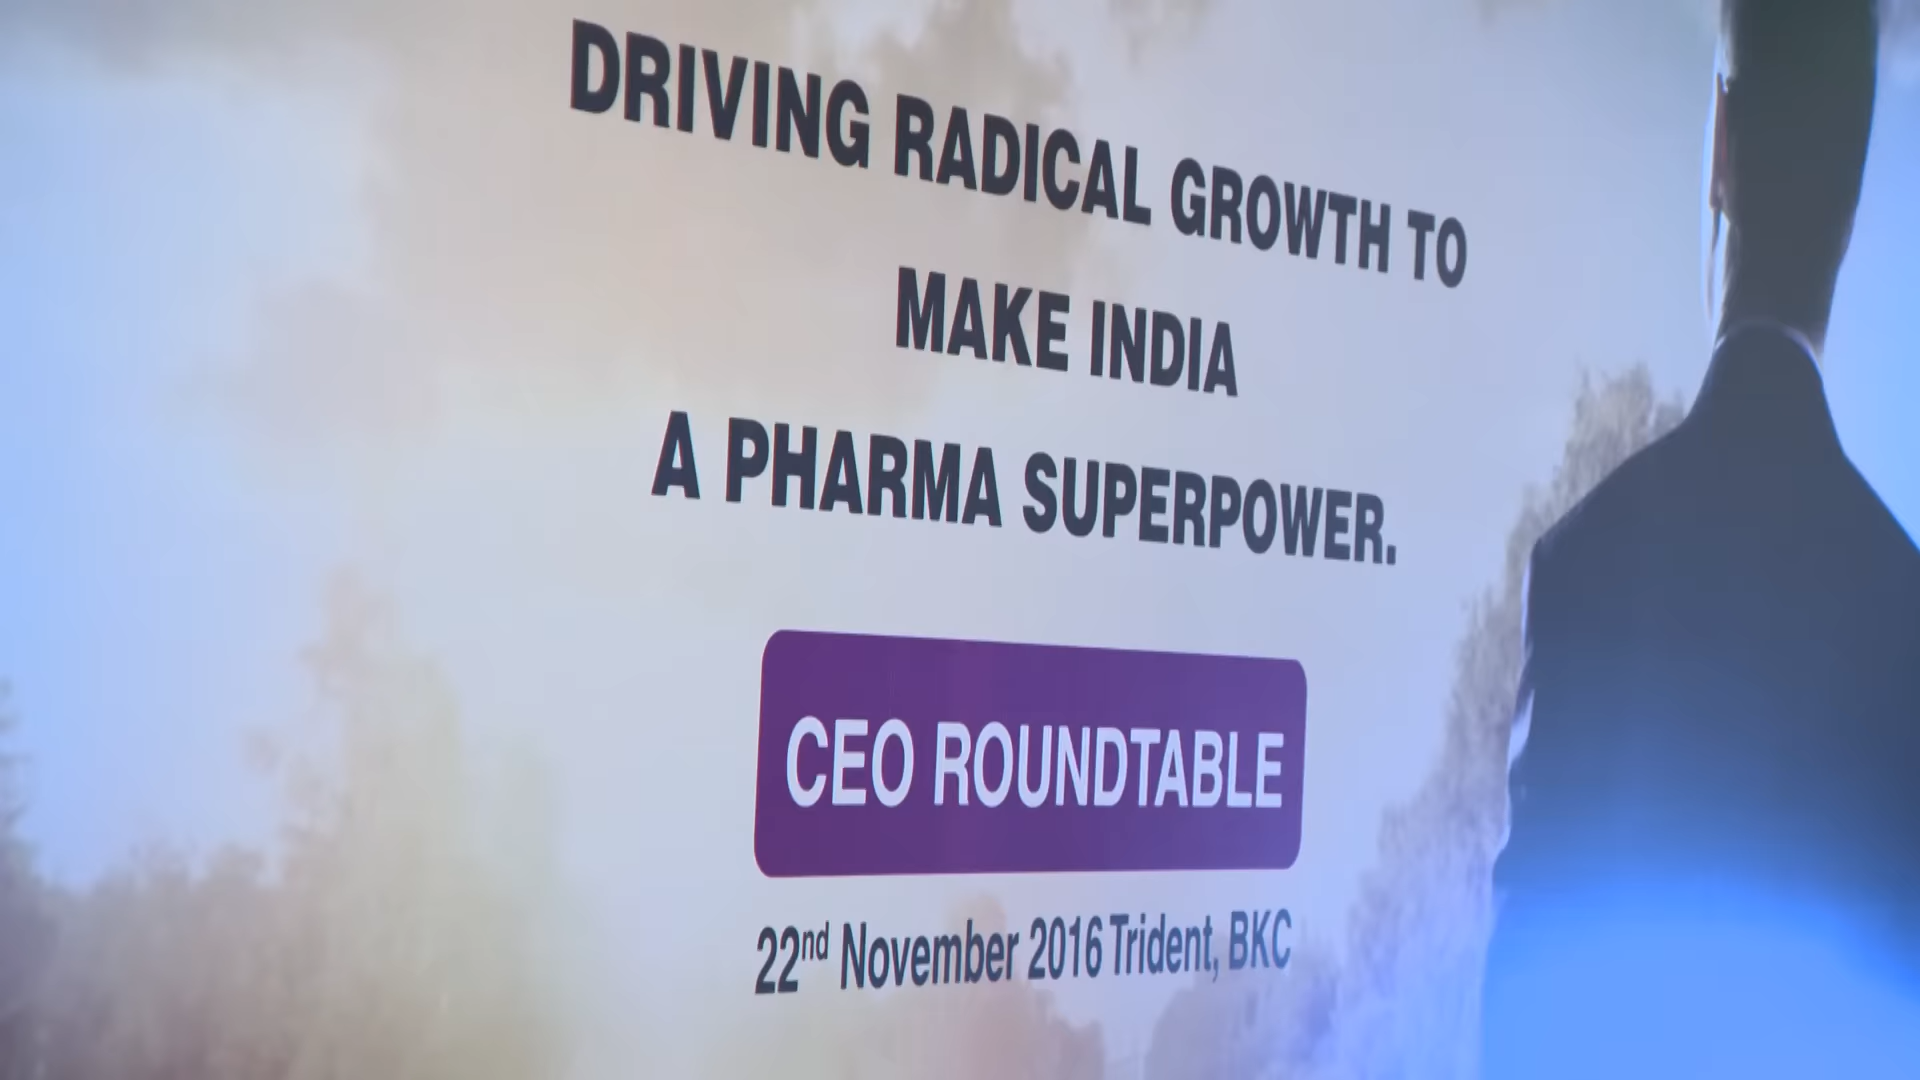 DRIVING RADICAL GROWTH TO
MAKE INDIA
A PHARMA SUPERPOWER.
CEO ROUNDTABLE
22nd November 2016 Trident, BKC